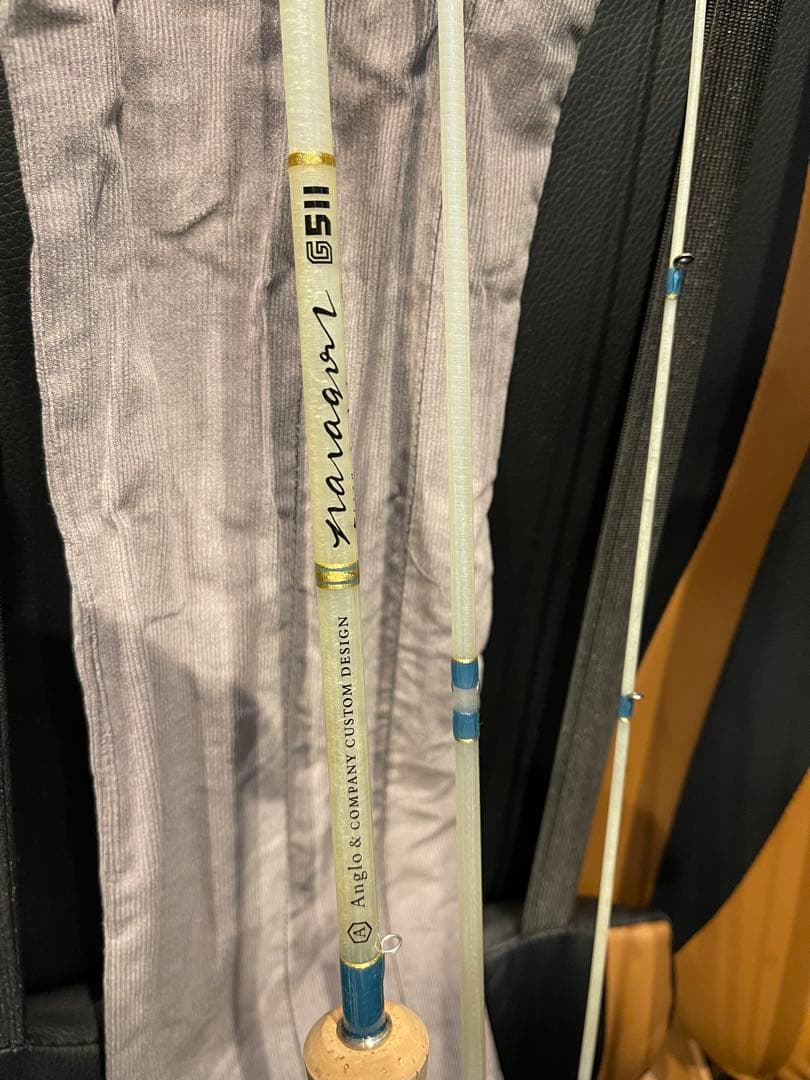 Ⓐ Anglo & COMPANY CUSTOM DESIGN
paragon
G511